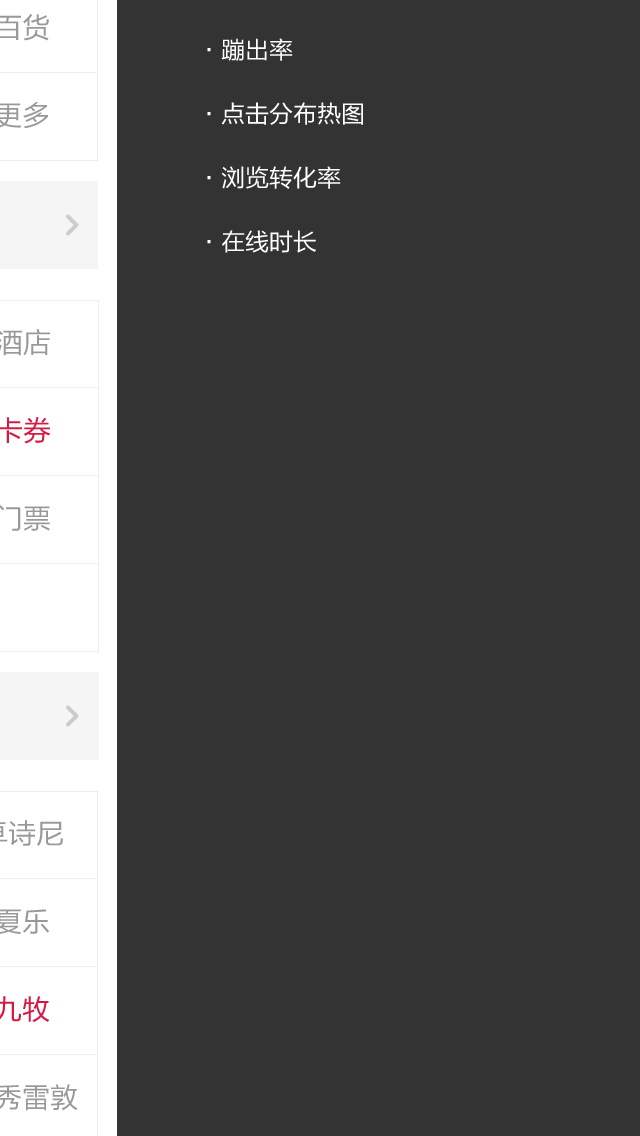 百货
更多
酒店
卡券
门票
诗尼
夏乐
九牧
秀雷敦
· 蹦出率
· 点击分布热图
· 浏览转化率
· 在线时长